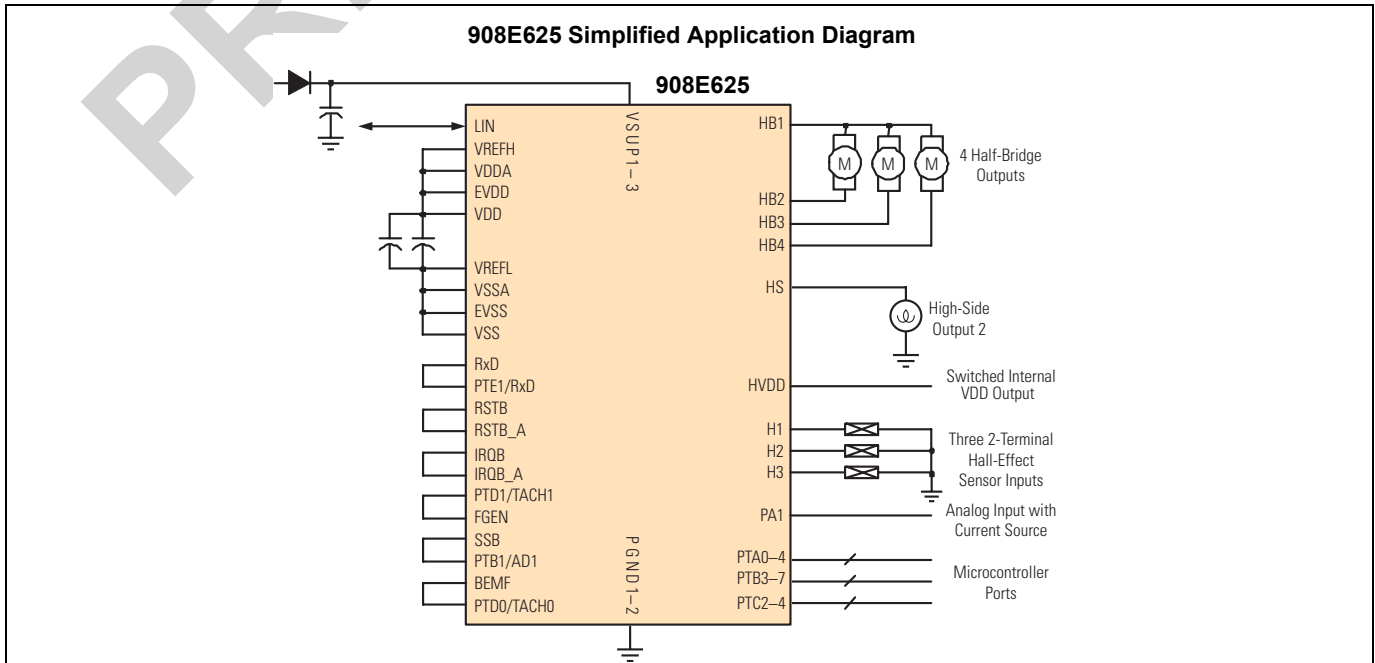 PR
908E625 Simplified Application Diagram
908E625
VSUP1–3
LIN
VREFH
VDDA
EVDD
VDD
VREFL
VSSA
EVSS
VSS
RxD
PTE1/RxD
RSTB
RSTB_A
IRQB
IRQB_A
PTD1/TACH1
FGEN
SSB
PTB1/AD1
BEMF
PTD0/TACH0
PGND1–2
HB1
M M M
4 Half-Bridge
Outputs
HB2
HB3
HB4
HS
High-Side
Output 2
HVDD
Switched Internal
VDD Output
H1
H2
H3
Three 2-Terminal
Hall-Effect
Sensor Inputs
PA1
Analog Input with
Current Source
PTA0–4
PTB3–7
PTC2–4
Microcontroller
Ports